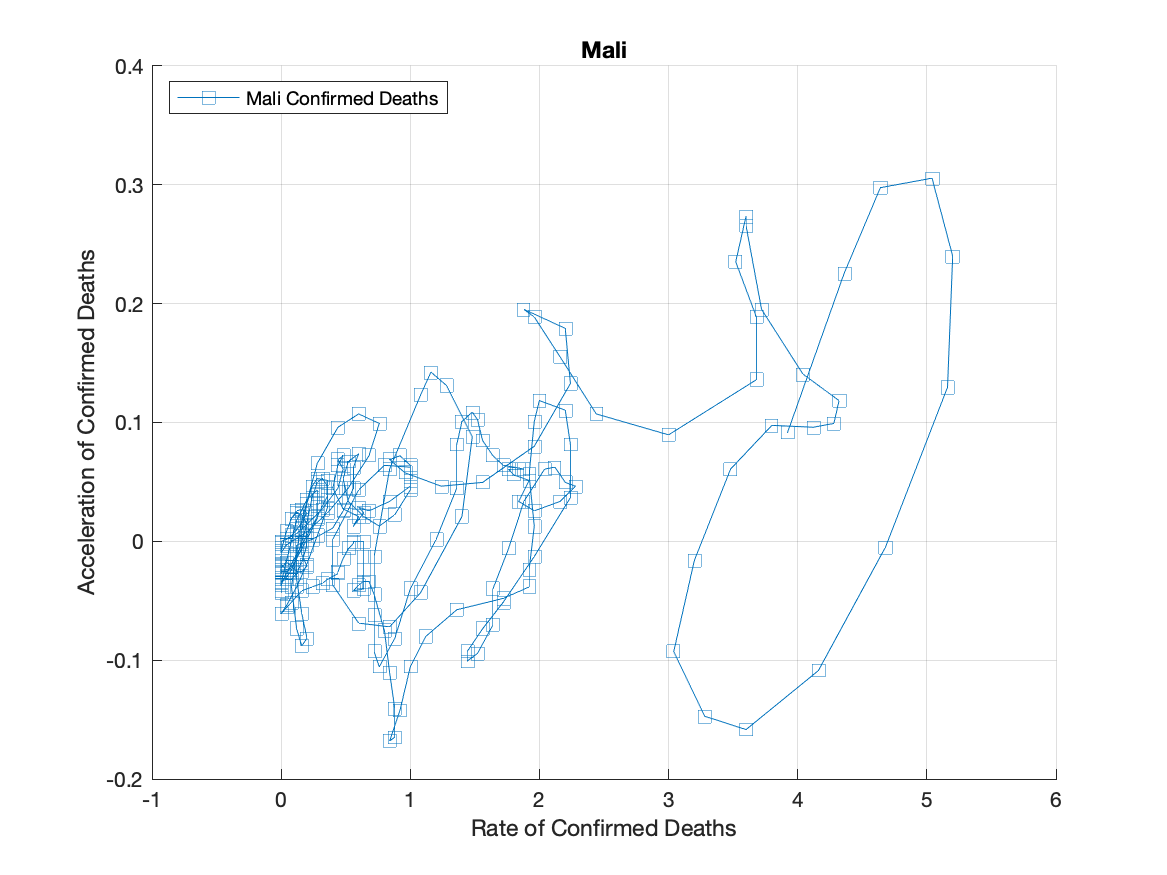 Mali
0.4
Mali Confirmed Deaths
0.3
0.2
0.1
0
-0.1
-0.2
Acceleration of Confirmed Deaths
-1 0 1 2 3 4 5 6
Rate of Confirmed Deaths